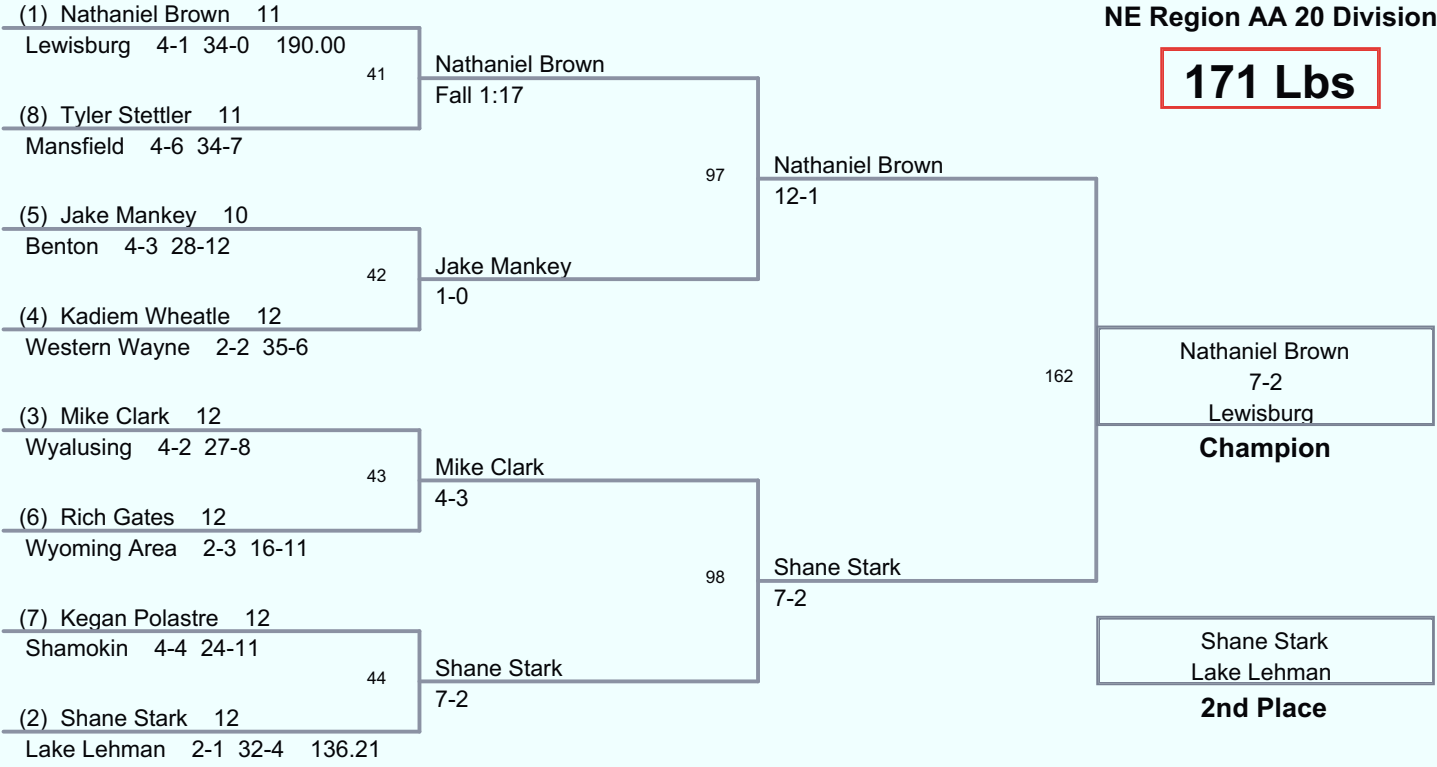 (1) Nathaniel Brown 11
Lewisburg 4-1 34-0 190.00
41
(8) Tyler Stettler 11
Mansfield 4-6 34-7
Nathaniel Brown
Fall 1:17
(5) Jake Mankey 10
Benton 4-3 28-12
42
(4) Kadiem Wheatle 12
Western Wayne 2-2 35-6
Jake Mankey
1-0
97
Nathaniel Brown
12-1
(3) Mike Clark 12
Wyalusing 4-2 27-8
43
(6) Rich Gates 12
Wyoming Area 2-3 16-11
Mike Clark
4-3
(7) Kegan Polastre 12
Shamokin 4-4 24-11
44
(2) Shane Stark 12
Lake Lehman 2-1 32-4 136.21
Shane Stark
7-2
98
Shane Stark
7-2
162
NE Region AA 20 Division
171 Lbs
Nathaniel Brown
7-2
Lewisburg
Champion
Shane Stark
Lake Lehman
2nd Place